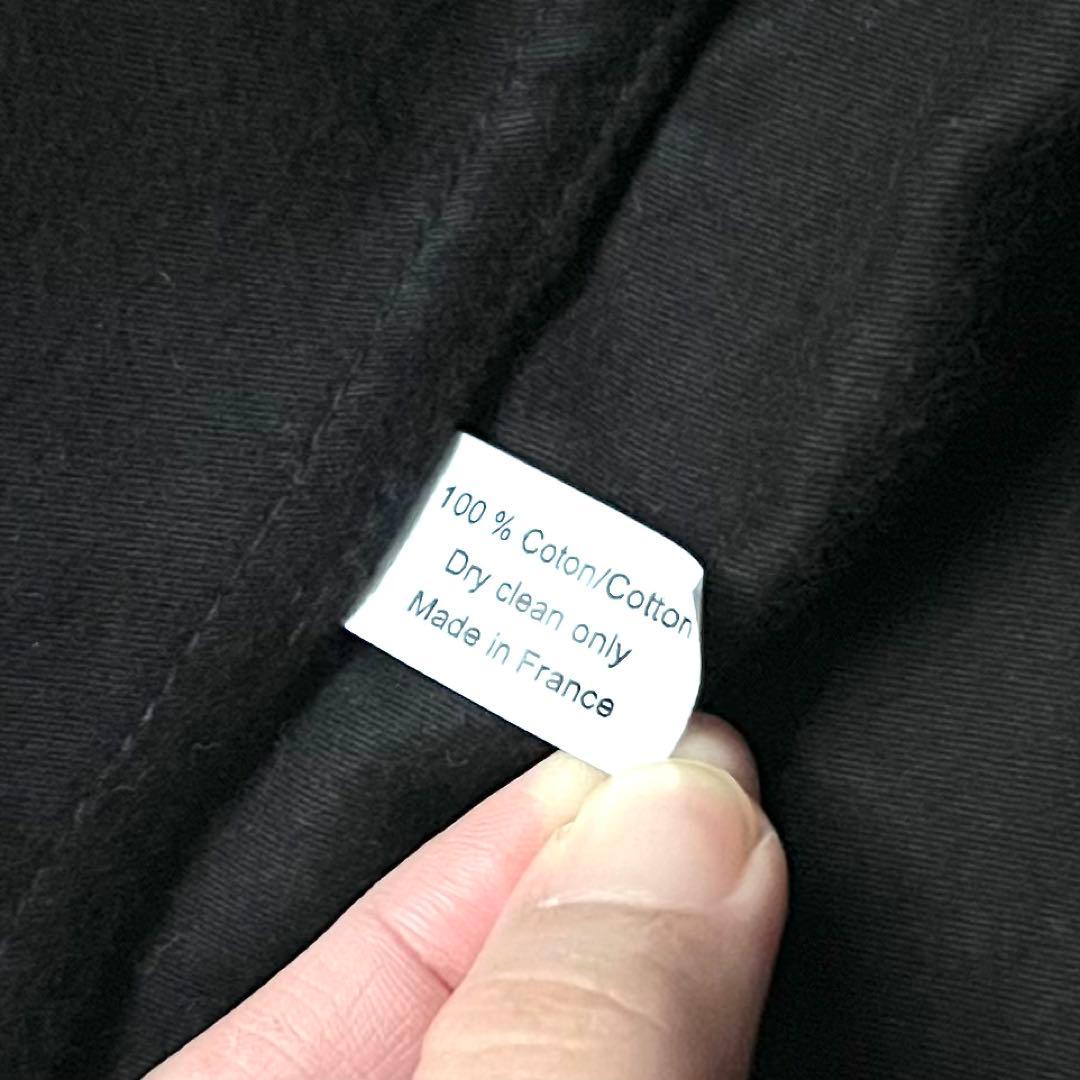 100 % Coton/Cotton
Dry clean only
Made in France